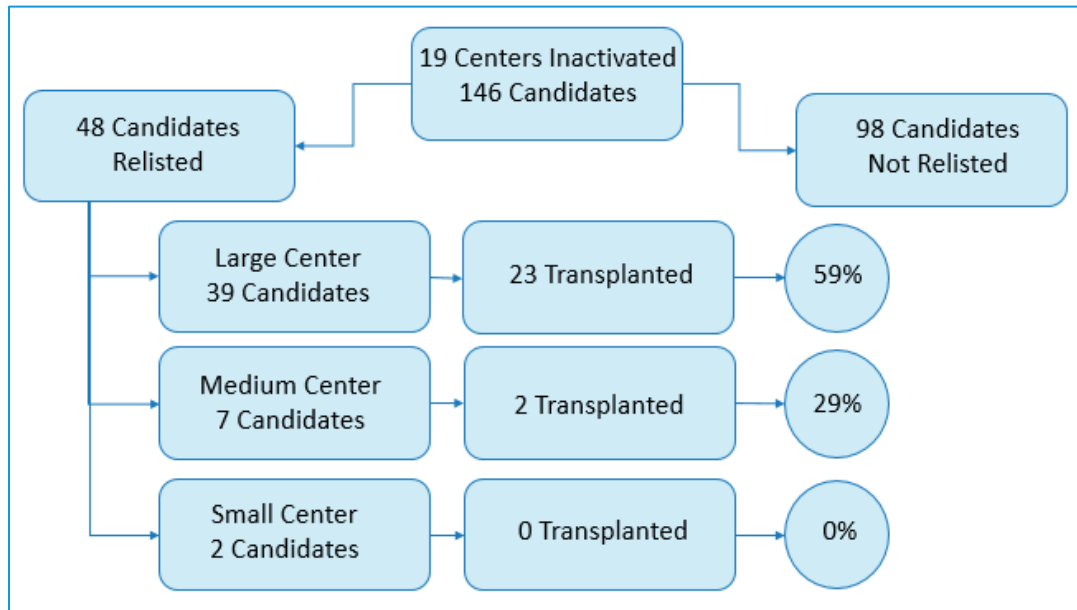 19 Centers Inactivated
146 Candidates
48 Candidates
Relisted
98 Candidates
Not Relisted
Large Center
39 Candidates
23 Transplanted
59%
Medium Center
7 Candidates
2 Transplanted
29%
Small Center
2 Candidates
0 Transplanted
0%